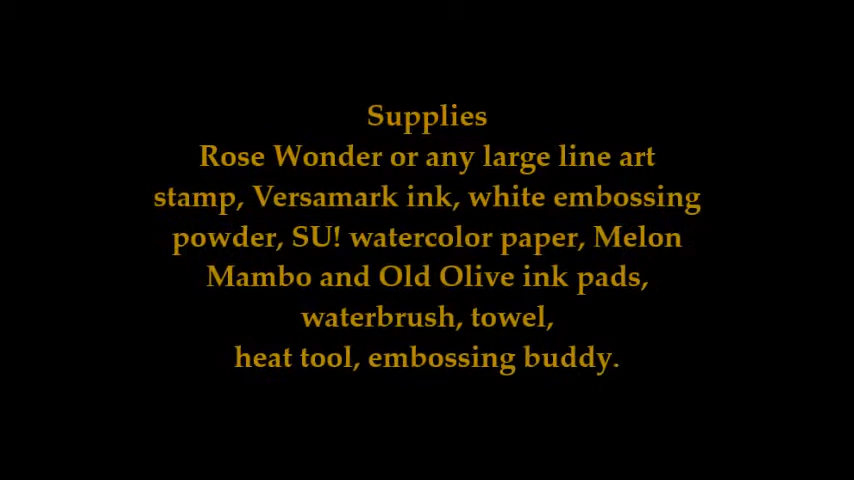 Supplies
Rose Wonder or any large line art
stamp, Versamark ink, white embossing
powder, SU! watercolor paper, Melon
Mambo and Old Olive ink pads,
waterbrush, towel,
heat tool, embossing buddy.